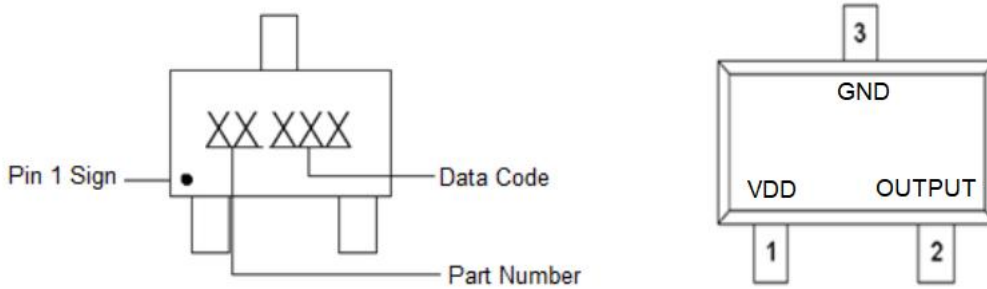 XX XXX
Pin 1 Sign
Data Code
Part Number
3
GND
VDD OUTPUT
1 2